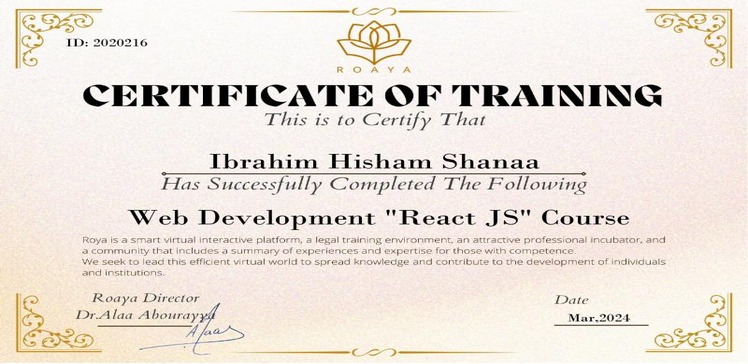 ID: 2020216
ROAYA
CERTIFICATE OF TRAINING
This is to Certify That
Ibrahim Hisham Shanaa
Has Successfully Completed The Following
Web Development "React JS" Course
Roya is a smart virtual interactive platform, a legal training environment, an attractive professional incubator, and
a community that includes a summary of experiences and expertise for those with competence.
We seek to lead this efficient virtual world to spread knowledge and contribute to the development of individuals
and institutions.
Roaya Director
Dr.Alaa Abourayya
Alaa
Date
Mar,2024